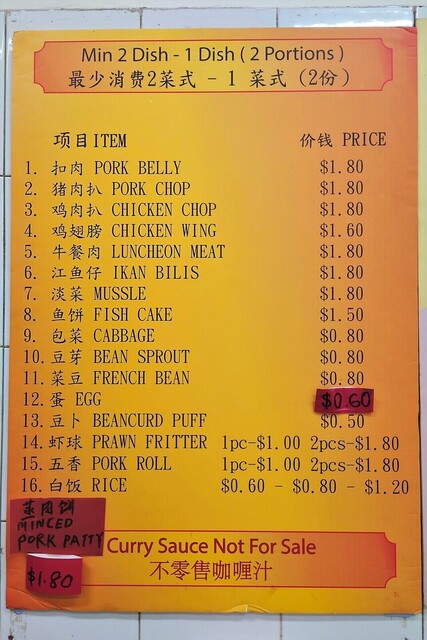 Min 2 Dish - 1 Dish ( 2 Portions )
最少消费2菜式 - 1 菜式 (2份)
项目ITEM 价钱 PRICE
1. 扣肉 PORK BELLY $1.80
2. 猪肉扒 PORK CHOP $1.80
3. 鸡肉扒 CHICKEN CHOP $1.80
4. 鸡翅膀 CHICKEN WING $1.60
5. 牛餐肉 LUNCHEON MEAT $1.80
6. 江鱼仔 IKAN BILIS $1.80
7. 淡菜 MUSSLE $1.80
8. 鱼饼 FISH CAKE $1.50
9. 包菜 CABBAGE $0.80
10. 豆芽 BEAN SPROUT $0.80
11. 菜豆 FRENCH BEAN $0.80
12. 蛋 EGG $0.60
13. 豆卜 BEANCURD PUFF $0.50
14. 虾球 PRAWN FRITTER 1pc-$1.00 2pcs-$1.80
15. 五香 PORK ROLL 1pc-$1.00 2pcs-$1.80
16. 白饭 RICE $0.60 - $0.80 - $1.20
蒸肉饼
MINCED
PORK PATTY
$1.80
Curry Sauce Not For Sale
不零售咖喱汁